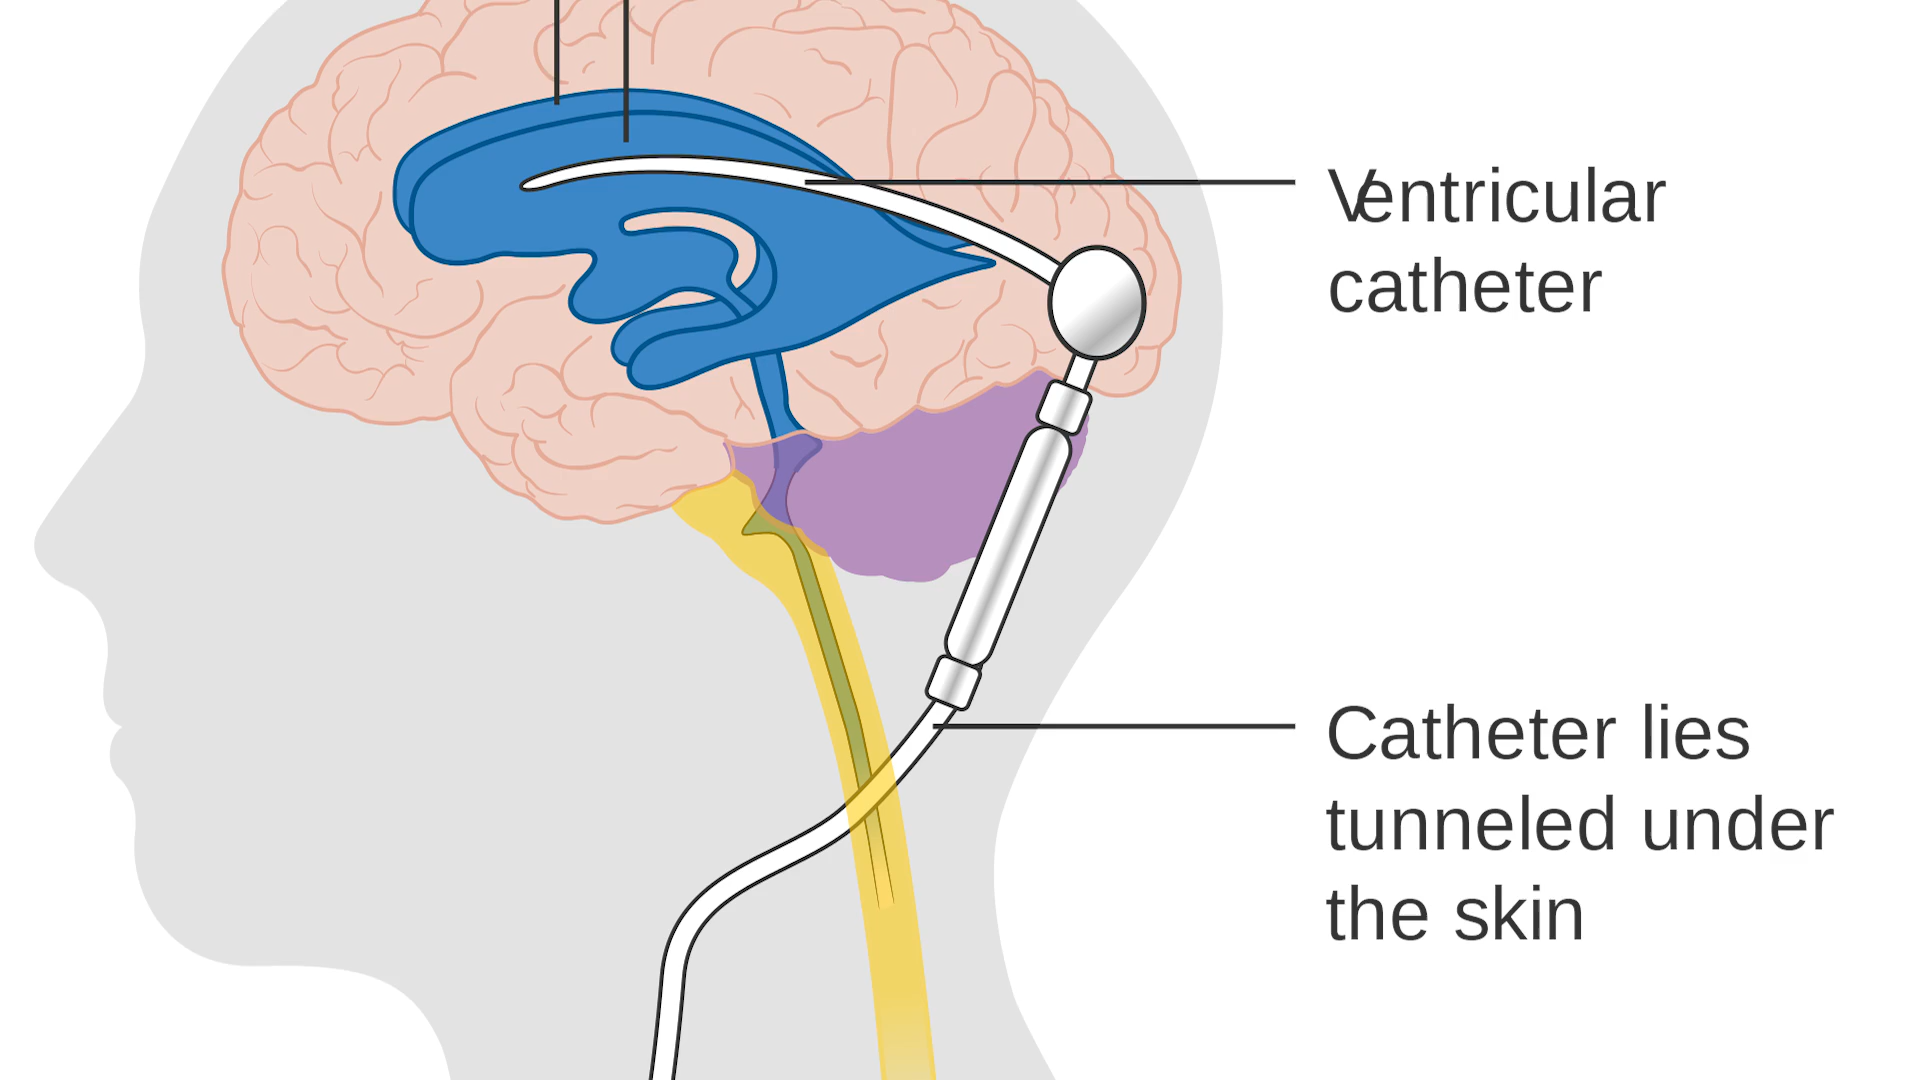 Ventricular
catheter
Catheter lies
tunneled under
the skin